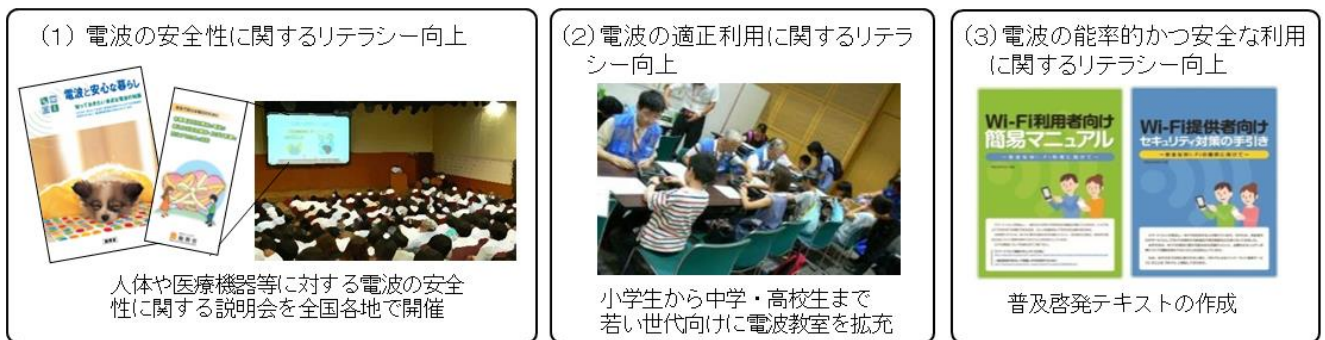 (1) 電波の安全性に関するリテラシー向上
電波と安心な暮らし
人体や医療機器等に対する電波の安全
性に関する説明会を全国各地で開催
(2) 電波の適正利用に関するリテラ
シー向上
小学生から中学・高校生まで
若い世代向けに電波教室を拡充
(3) 電波の能率的かつ安全な利用
に関するリテラシー向上
Wi-Fi利用者向け
簡易マニュアル
Wi-Fi提供者向け
セキュリティ対策の手引き
普及啓発テキストの作成